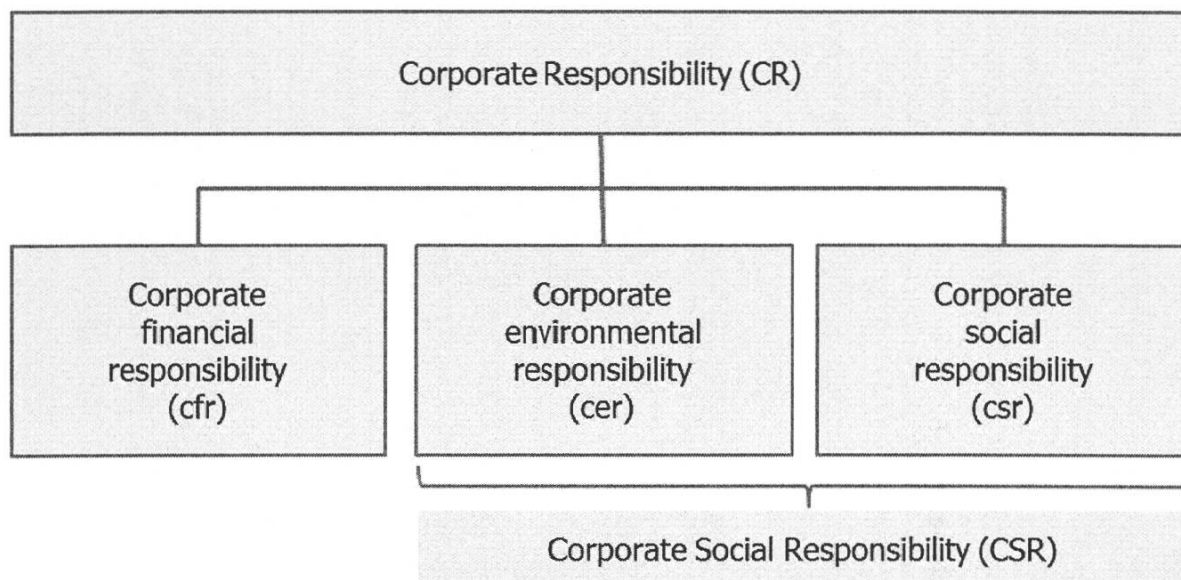 Corporate Responsibility (CR)
Corporate
financial
responsibility
(cfr)
Corporate
environmental
responsibility
(cer)
Corporate
social
responsibility
(csr)
Corporate Social Responsibility (CSR)